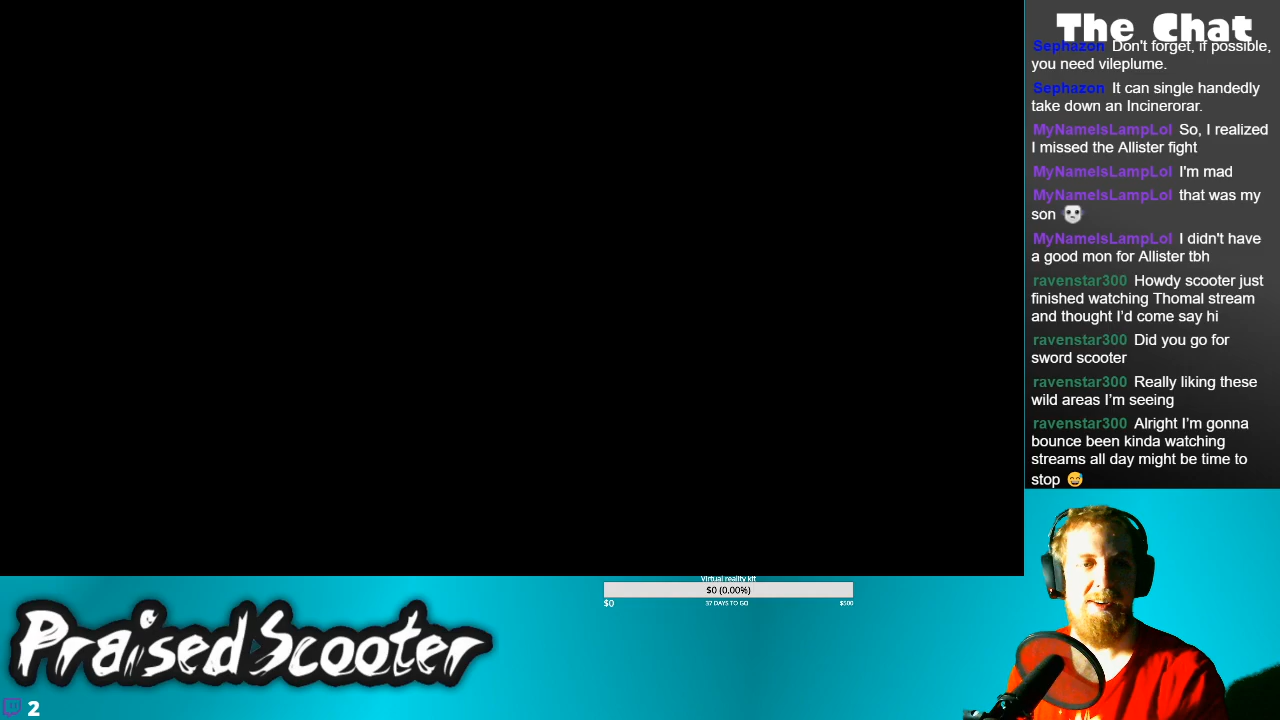 The Chat
Sephazon Don't forget, if possible,
you need vileplume.
Sephazon It can single handedly
take down an Incinerorar.
MyNameIsLampLol So, I realized
I missed the Allister fight
MyNameIsLampLol I'm mad
MyNameIsLampLol that was my
son
MyNameIsLampLol I didn't have
a good mon for Allister tbh
ravenstar300 Howdy scooter just
finished watching Thomal stream
and thought I'd come say hi
ravenstar300 Did you go for
sword scooter
ravenstar300 Really liking these
wild areas I'm seeing
ravenstar300 Alright I'm gonna
bounce been kinda watching
streams all day might be time to
stop 😅
Virtual reality kit
$0 (0.00%)
$0 37 DAYS TO GO $500
Praised Scooter
2